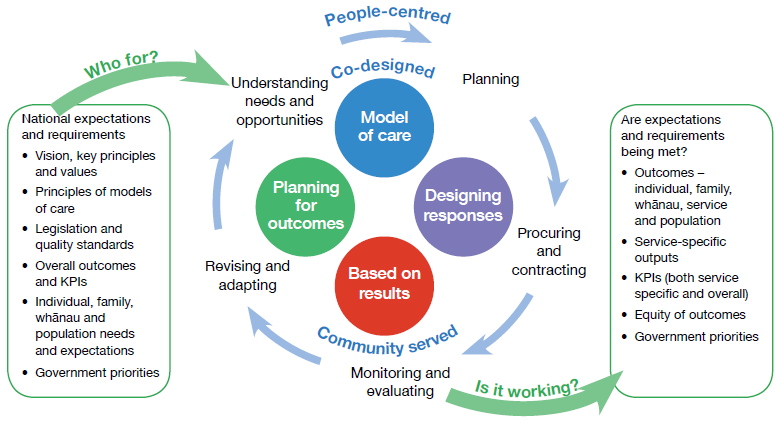 People-centred
Who for?
Co-designed
Understanding
needs and
opportunities
Planning
Model
of care
National expectations
and requirements
• Vision, key principles
and values
• Principles of models
of care
• Legislation and
quality standards
• Overall outcomes
and KPIs
• Individual, family,
whānau and
population needs
and expectations
• Government priorities
Planning
for
outcomes
Designing
responses
Procuring
and
contracting
Revising and
adapting
Based on
results
Community served
Monitoring and
evaluating
Is it working?
Are expectations
and requirements
being met?
• Outcomes –
individual, family,
whānau, service
and population
• Service-specific
outputs
• KPIs (both service
specific and overall)
• Equity of outcomes
• Government priorities